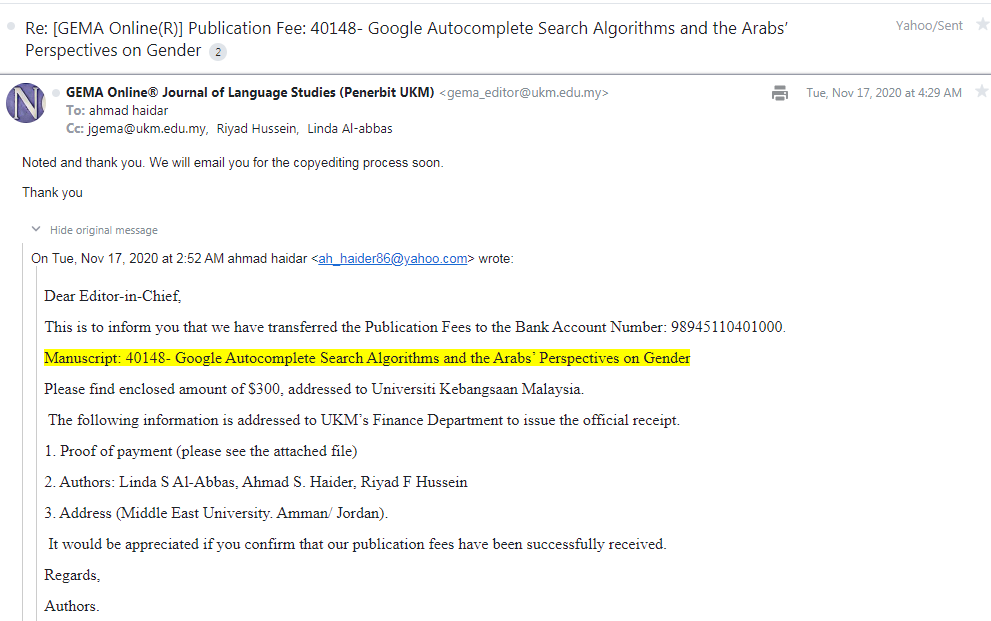 Re: [GEMA Online(R)] Publication Fee: 40148- Google Autocomplete Search Algorithms and the Arabs’
Perspectives on Gender 2
Yahoo/Sent
N
GEMA Online® Journal of Language Studies (Penerbit UKM) <gema_editor@ukm.edu.my>
Tue, Nov 17, 2020 at 4:29 AM
To: ahmad haidar
Cc: jgema@ukm.edu.my, Riyad Hussein, Linda Al-abbas
Noted and thank you. We will email you for the copyediting process soon.
Thank you
Hide original message
On Tue, Nov 17, 2020 at 2:52 AM ahmad haidar <ah_haider86@yahoo.com> wrote:
Dear Editor-in-Chief,
This is to inform you that we have transferred the Publication Fees to the Bank Account Number: 98945110401000.
Manuscript: 40148- Google Autocomplete Search Algorithms and the Arabs’ Perspectives on Gender
Please find enclosed amount of $300, addressed to Universiti Kebangsaan Malaysia.
The following information is addressed to UKM’s Finance Department to issue the official receipt.
1. Proof of payment (please see the attached file)
2. Authors: Linda S Al-Abbas, Ahmad S. Haider, Riyad F Hussein
3. Address (Middle East University. Amman/ Jordan).
It would be appreciated if you confirm that our publication fees have been successfully received.
Regards,
Authors.